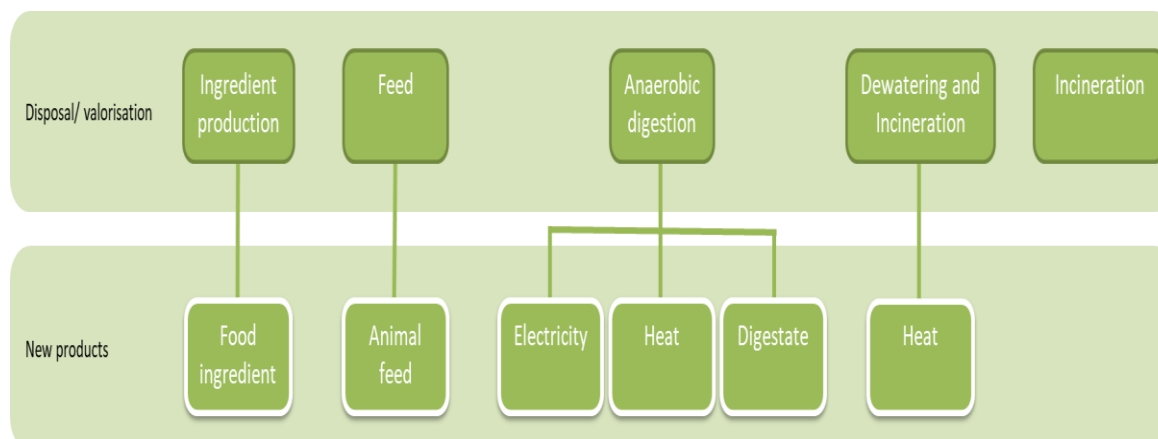 Disposal/ valorisation
Ingredient
production
Feed
Anaerobic
digestion
Dewatering and
Incineration
Incineration
New products
Food
ingredient
Animal
feed
Electricity
Heat
Digestate
Heat